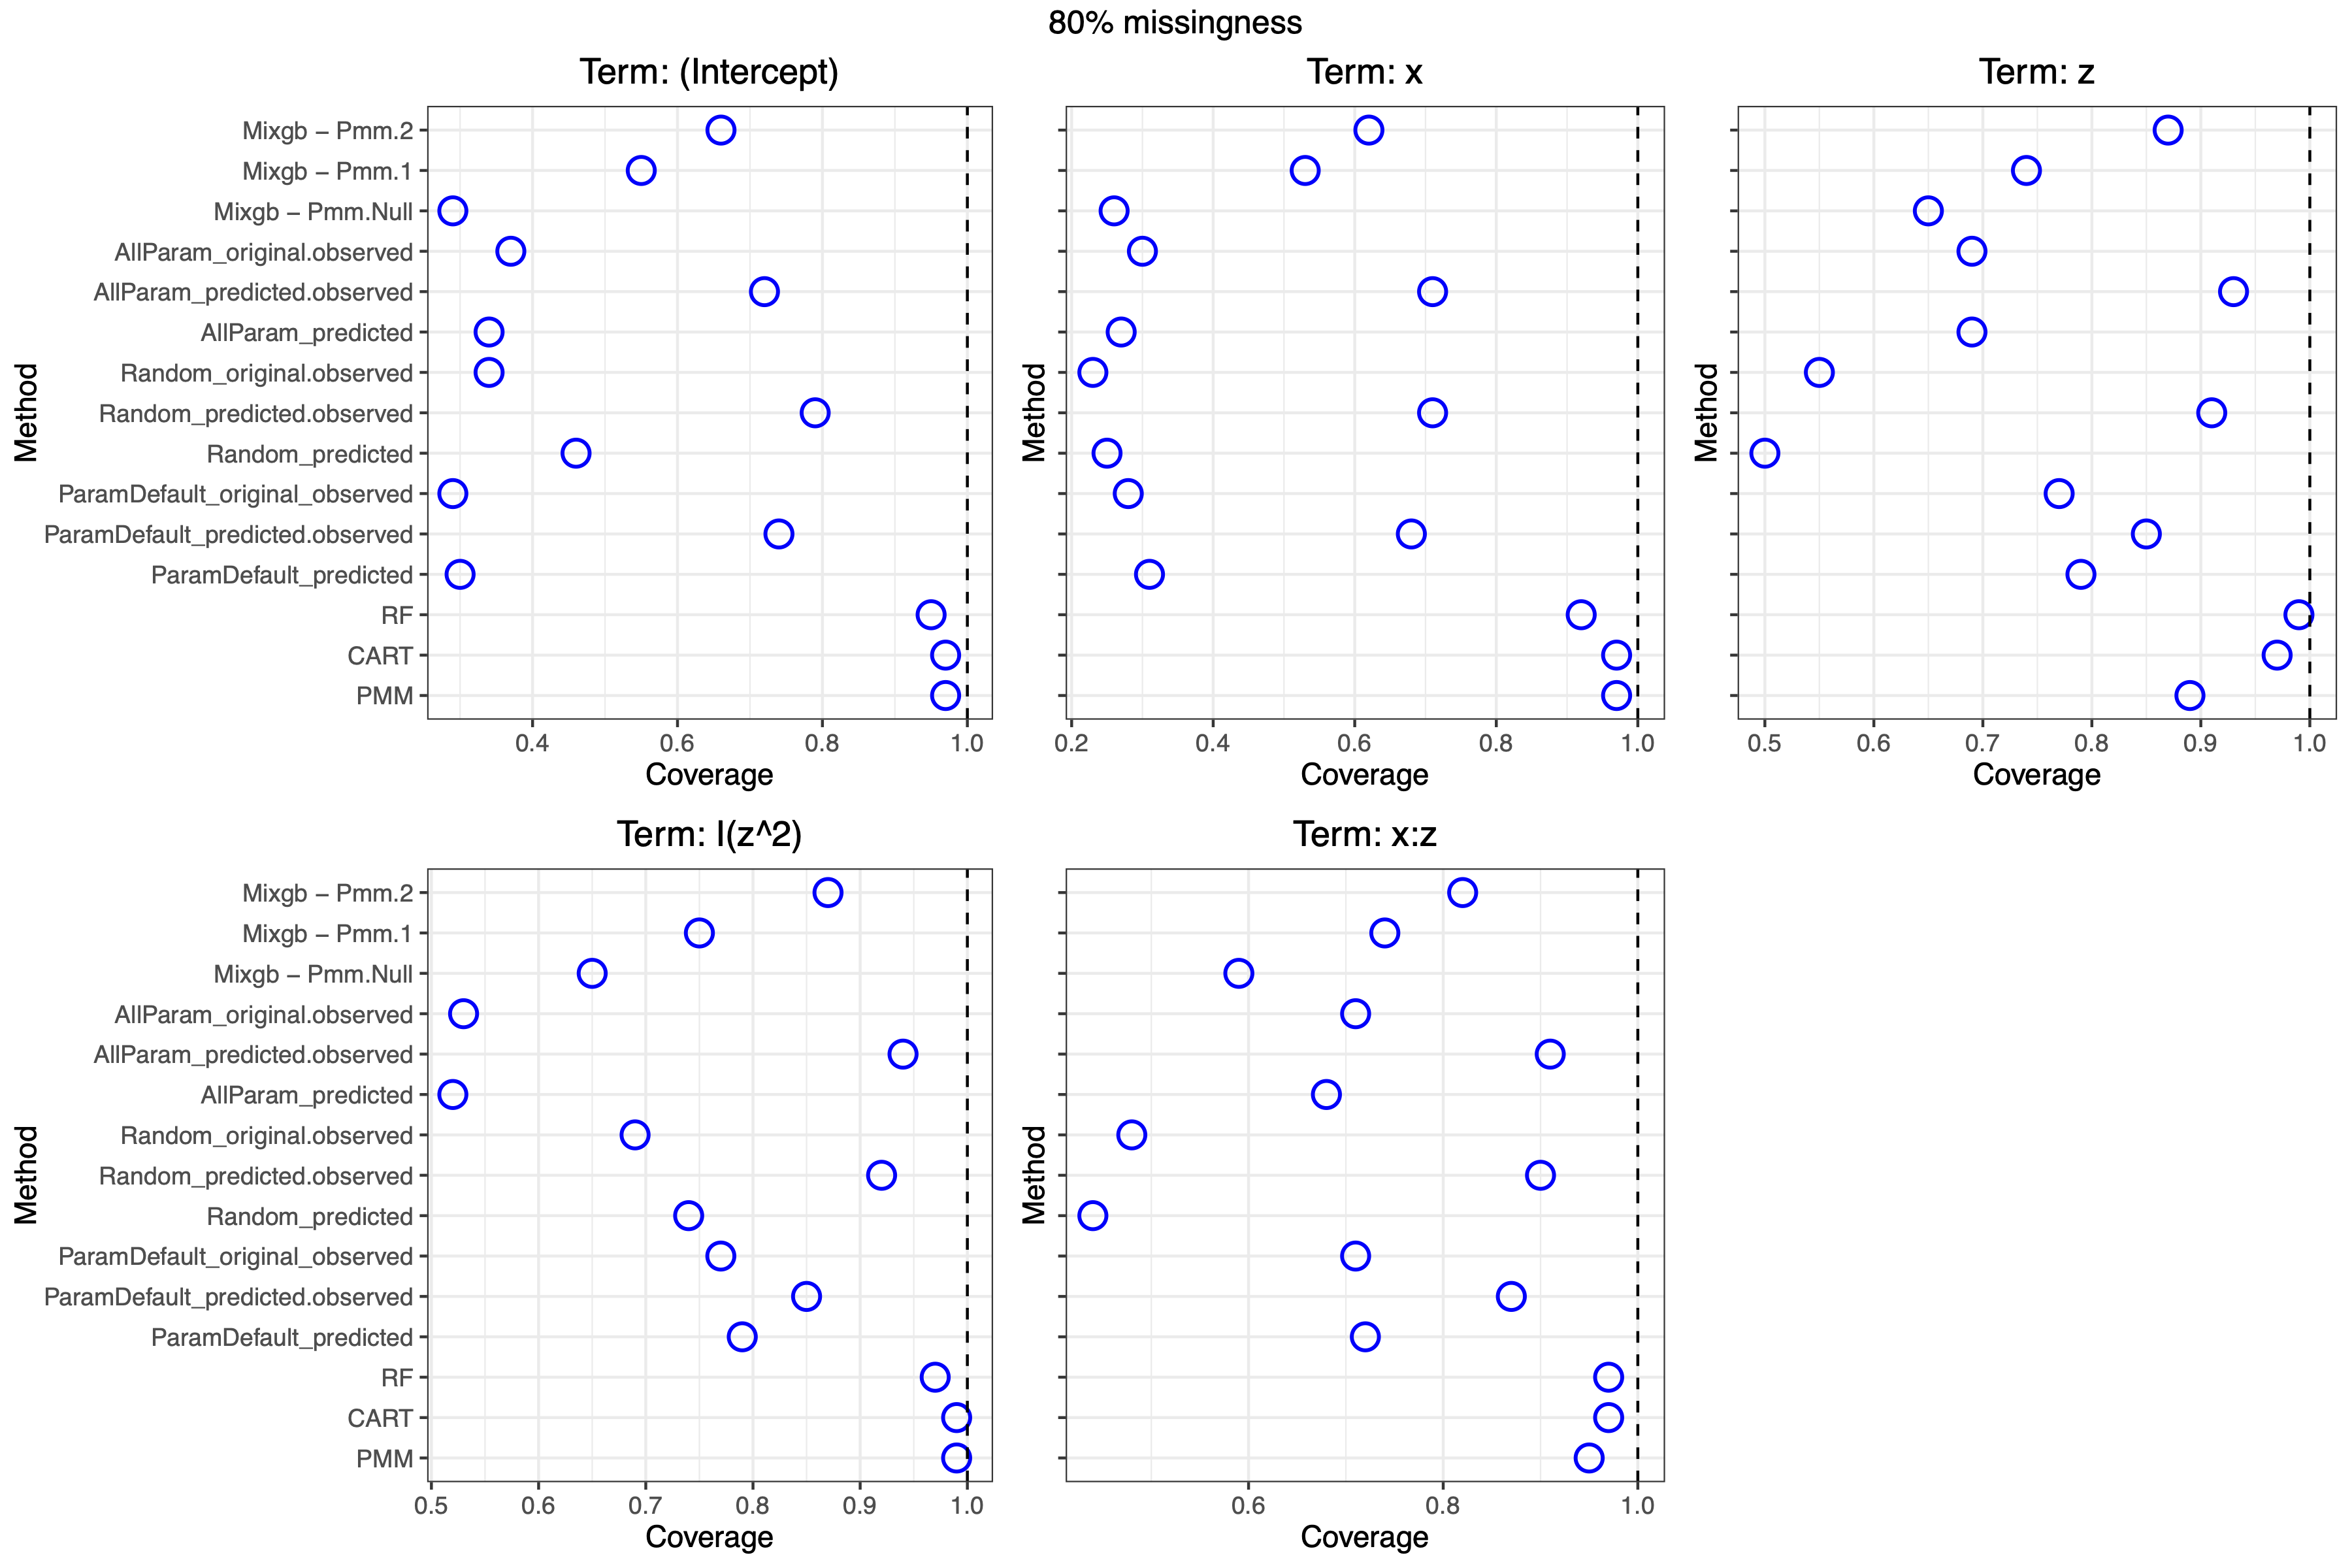 80% missingness
Term: (Intercept)
Term: x
Term: z
Method
Mixgb – Pmm.2
Mixgb – Pmm.1
Mixgb – Pmm.Null
AllParam_original.observed
AllParam_predicted.observed
AllParam_predicted
Random_original.observed
Random_predicted.observed
Random_predicted
ParamDefault_original_observed
ParamDefault_predicted.observed
ParamDefault_predicted
RF
CART
PMM
0.4 0.6 0.8 1.0
Coverage
Method
0.2 0.4 0.6 0.8 1.0
Coverage
Method
0.5 0.6 0.7 0.8 0.9 1.0
Coverage
Term: I(z^2)
Term: x:z
Method
Mixgb – Pmm.2
Mixgb – Pmm.1
Mixgb – Pmm.Null
AllParam_original.observed
AllParam_predicted.observed
AllParam_predicted
Random_original.observed
Random_predicted.observed
Random_predicted
ParamDefault_original_observed
ParamDefault_predicted.observed
ParamDefault_predicted
RF
CART
PMM
0.5 0.6 0.7 0.8 0.9 1.0
Coverage
Method
0.6 0.8 1.0
Coverage